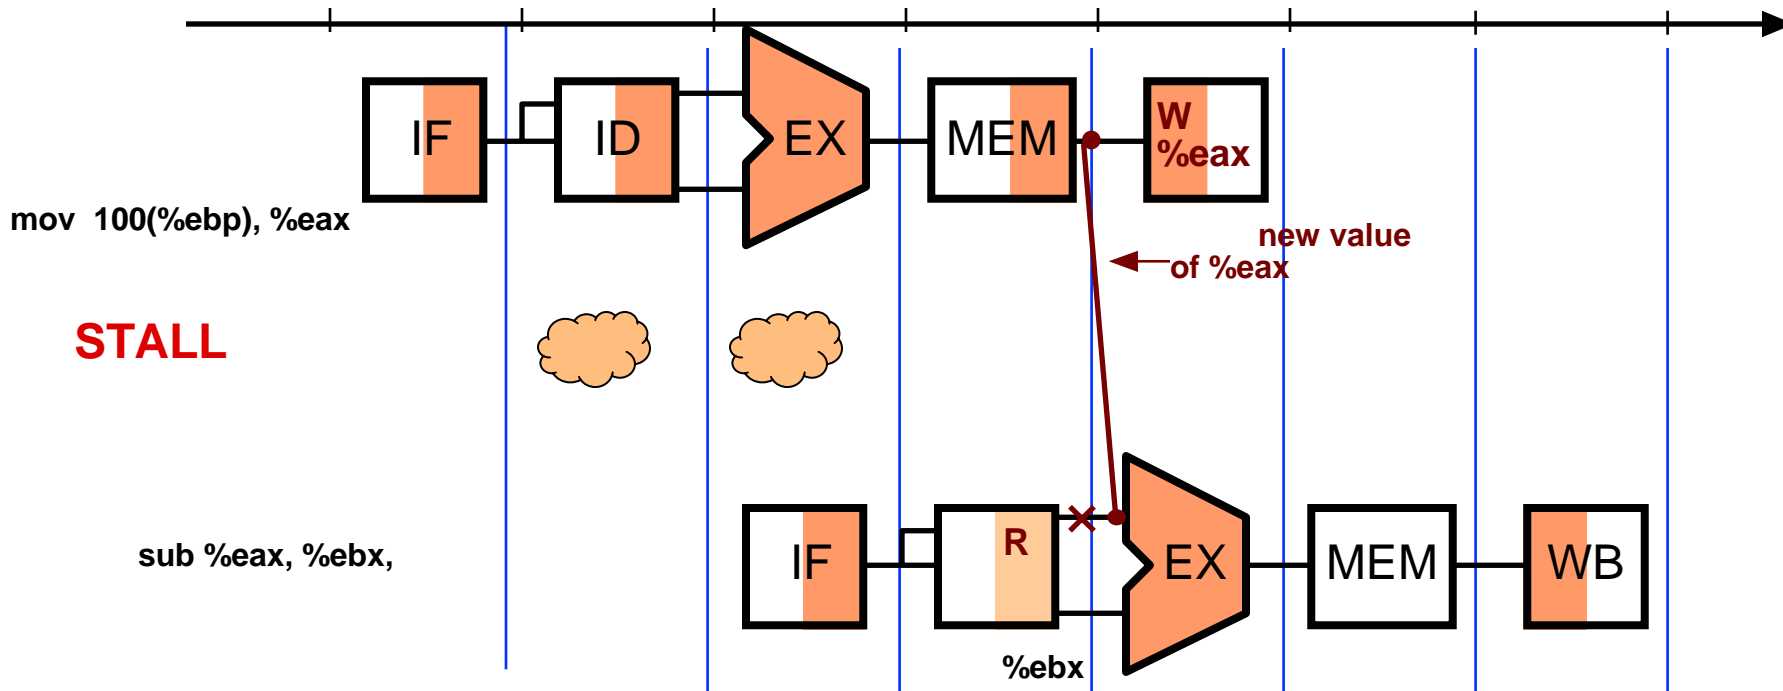 IF
ID
EX
MEM
W
%eax
mov 100(%ebp), %eax
new value
of %eax
STALL
R
sub %eax, %ebx,
IF
EX
MEM
WB
%ebx